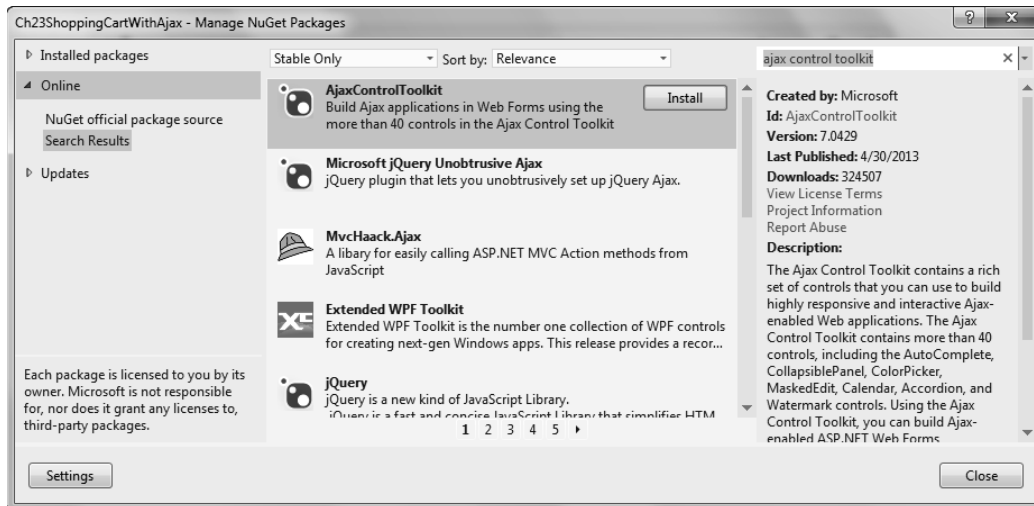 Ch23ShoppingCartWithAjax - Manage NuGet Packages
Installed packages
Online
NuGet official package source
Search Results
Updates
Each package is licensed to you by its
owner. Microsoft is not responsible
for, nor does it grant any licenses to,
third-party packages.
Settings
Stable Only
Sort by: Relevance
AjaxControlToolkit
Build Ajax applications in Web Forms using the
more than 40 controls in the Ajax Control Toolkit
Install
Microsoft jQuery Unobtrusive Ajax
jQuery plugin that lets you unobtrusively set up jQuery Ajax.
MvcHaack.Ajax
A libary for easily calling ASP.NET MVC Action methods from
JavaScript
Extended WPF Toolkit
Extended WPF Toolkit is the number one collection of WPF controls
for creating next-gen Windows apps. This release provides a recor...
jQuery
jQuery is a new kind of JavaScript Library.
jQuery is a fast and concise JavaScript Library that simplifies HTM
1 2 3 4 5
ajax control toolkit
Created by: Microsoft
Id: AjaxControlToolkit
Version: 7.0429
Last Published: 4/30/2013
Downloads: 324507
View License Terms
Project Information
Report Abuse
Description:
The Ajax Control Toolkit contains a rich
set of controls that you can use to build
highly responsive and interactive Ajax-
enabled Web applications. The Ajax
Control Toolkit contains more than 40
controls, including the AutoComplete,
CollapsiblePanel, ColorPicker,
MaskedEdit, Calendar, Accordion, and
Watermark controls. Using the Ajax
Control Toolkit, you can build Ajax-
enabled ASP.NET Web Forms
Close